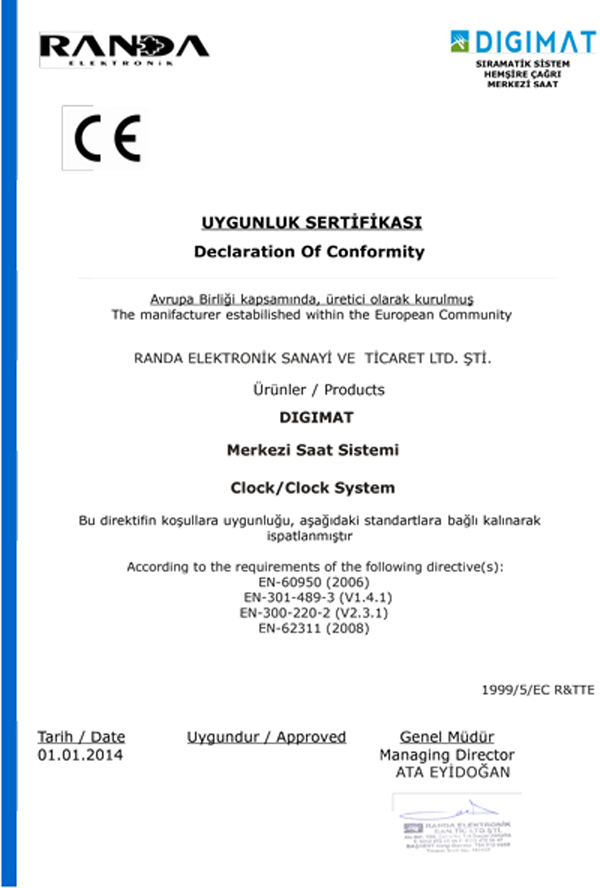 RANDA
ELEKTRONİK
DIGIMAT
SIRAMATİK SİSTEM
HEMŞİRE ÇAĞRI
MERKEZİ SAAT
CE
UYGUNLUK SERTİFİKASI
Declaration Of Conformity
Avrupa Birliği kapsamında, üretici olarak kurulmuş
The manifacturer estabilished within the European Community
RANDA ELEKTRONİK SANAYİ VE TİCARET LTD. ŞTİ.
Ürünler / Products
DIGIMAT
Merkezi Saat Sistemi
Clock/Clock System
Bu direktifin koşullara uygunluğu, aşağıdaki standartlara bağlı kalınarak
ispatlanmıştır
According to the requirements of the following directive(s):
EN-60950 (2006)
EN-301-489-3 (V1.4.1)
EN-300-220-2 (V2.3.1)
EN-62311 (2008)
1999/5/EC R&TTE
Tarih / Date Uygundur / Approved Genel Müdür
01.01.2014 Managing Director
ATA EYİDOĞAN
RANDA ELEKTRONİK
SAN.TİC.LTD.ŞTİ.